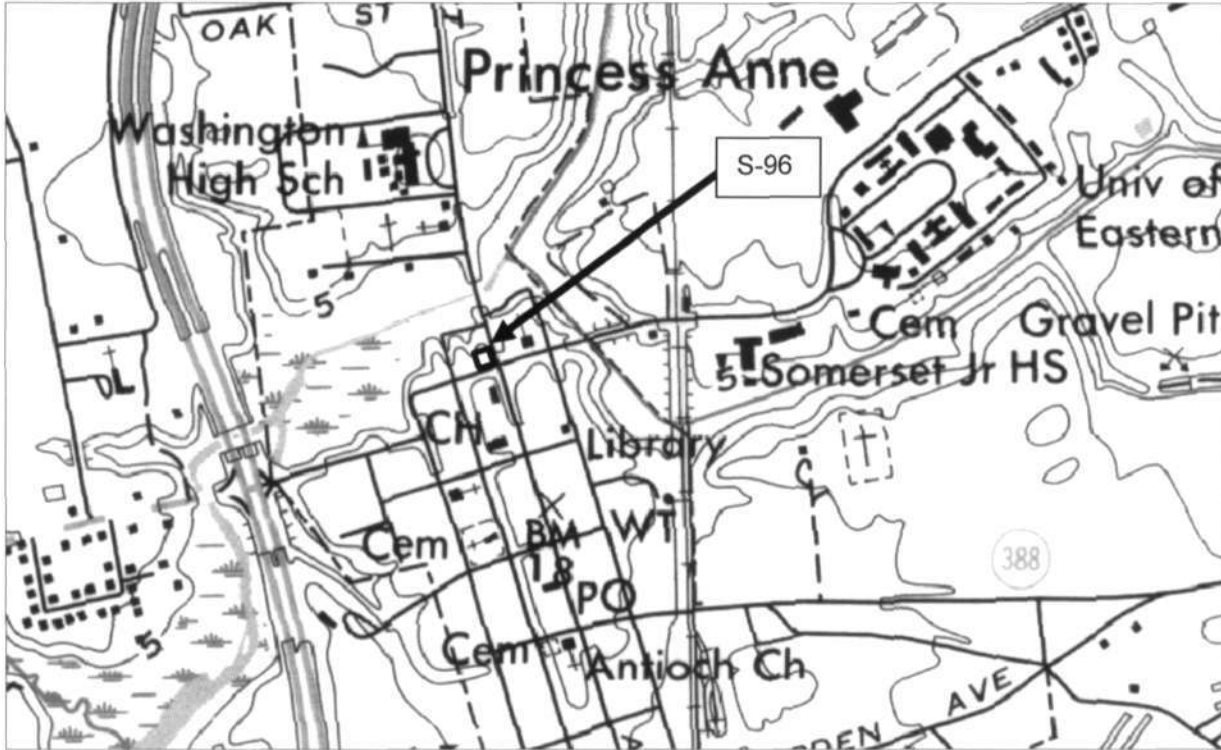 OAK ST
Princess Anne
Washington
High Sch
S-96
Univ of
Eastern
5
Cem
Gravel Pit
5
Somerset Jr HS
CH
Library
Cem
BM
18
WT
388
PO
5
Cem
Antioch Ch
AVE